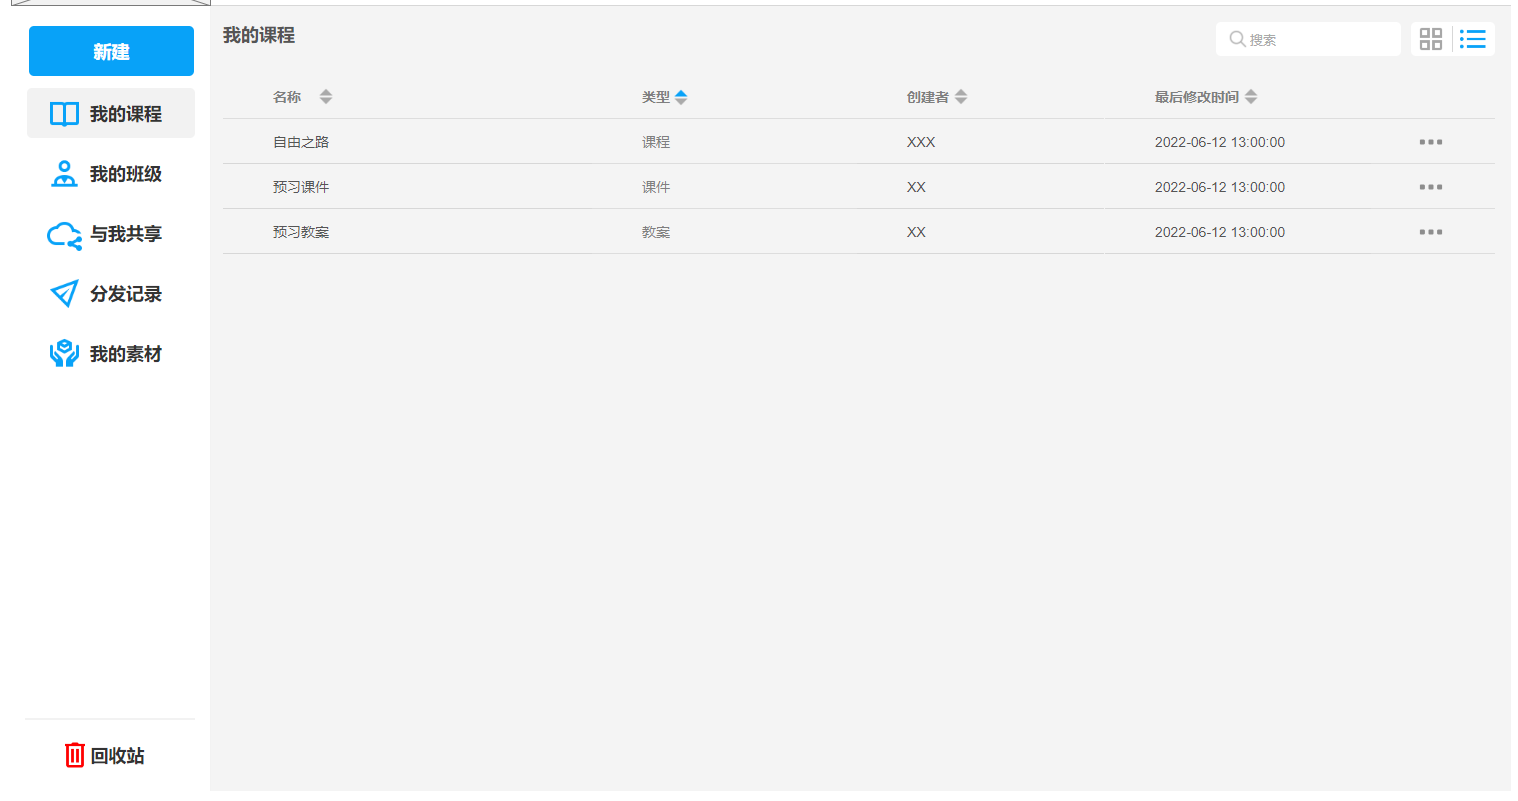 新建
我的课程
我的班级
与我共享
分发记录
我的素材
回收站
我的课程
搜索
名称 类型 创建者 最后修改时间
自由之路 课程 XXX 2022-06-12 13:00:00
预习课件 课件 XX 2022-06-12 13:00:00
预习教案 教案 XX 2022-06-12 13:00:00